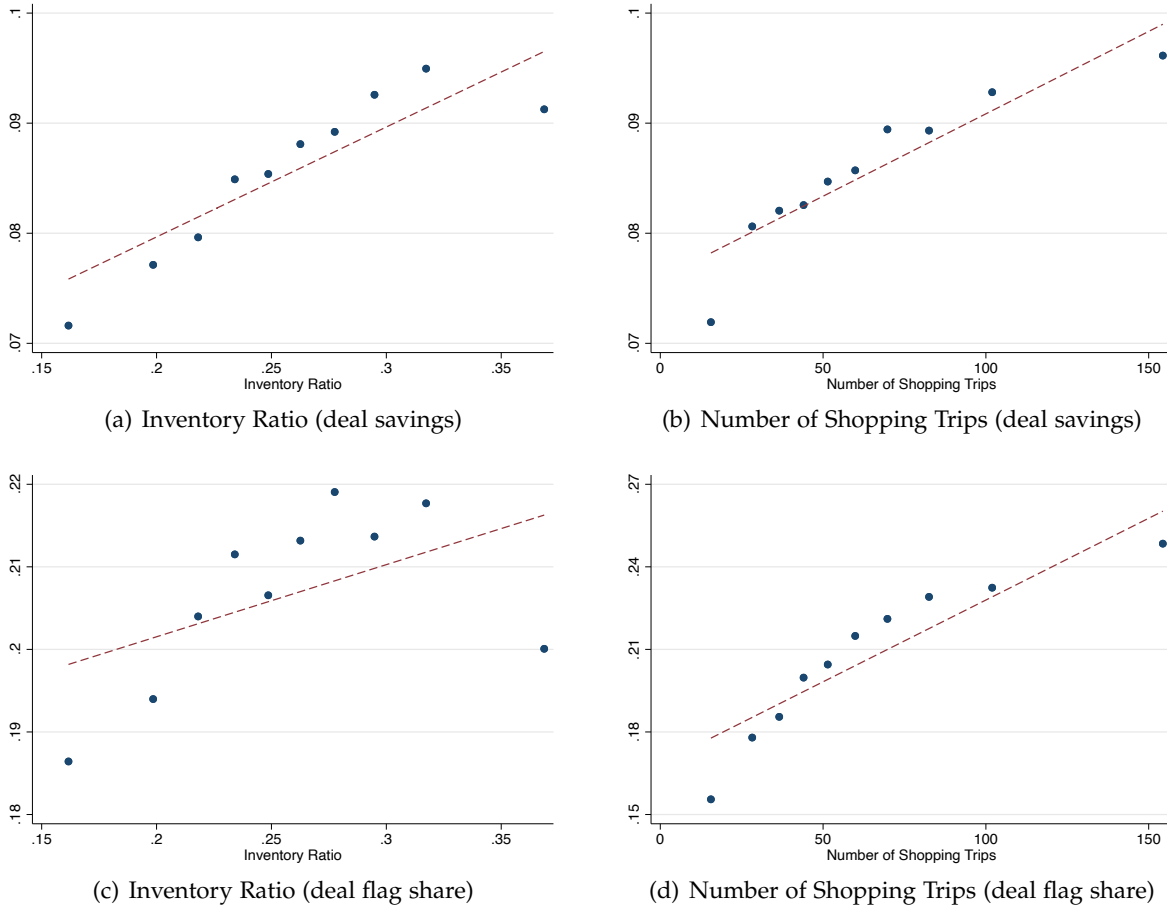 .1
.09
.08
.07
.15 .2 .25 .3 .35
Inventory Ratio
(a) Inventory Ratio (deal savings)
.1
.09
.08
.07
0 50 100 150
Number of Shopping Trips
(b) Number of Shopping Trips (deal savings)
.22
.21
.2
.19
.18
.15 .2 .25 .3 .35
Inventory Ratio
(c) Inventory Ratio (deal flag share)
.27
.24
.21
.18
.15
0 50 100 150
Number of Shopping Trips
(d) Number of Shopping Trips (deal flag share)